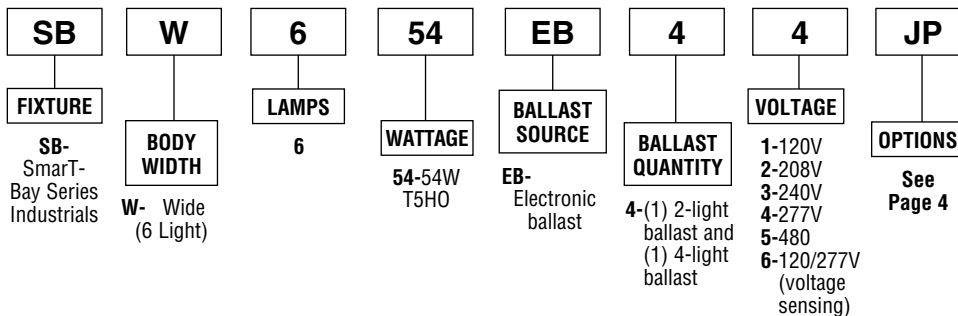 SB W 6 54 EB 4 4 JP
FIXTURE
SB-
SmarT-
Bay Series
Industrials
BODY
WIDTH
W- Wide
(6 Light)
LAMPS
6
WATTAGE
54-54W
T5HO
BALLAST
SOURCE
EB-
Electronic
ballast
BALLAST
QUANTITY
4-(1) 2-light
ballast and
(1) 4-light
ballast
VOLTAGE
1-120V
2-208V
3-240V
4-277V
5-480
6-120/277V
(voltage
sensing)
OPTIONS
See
Page 4